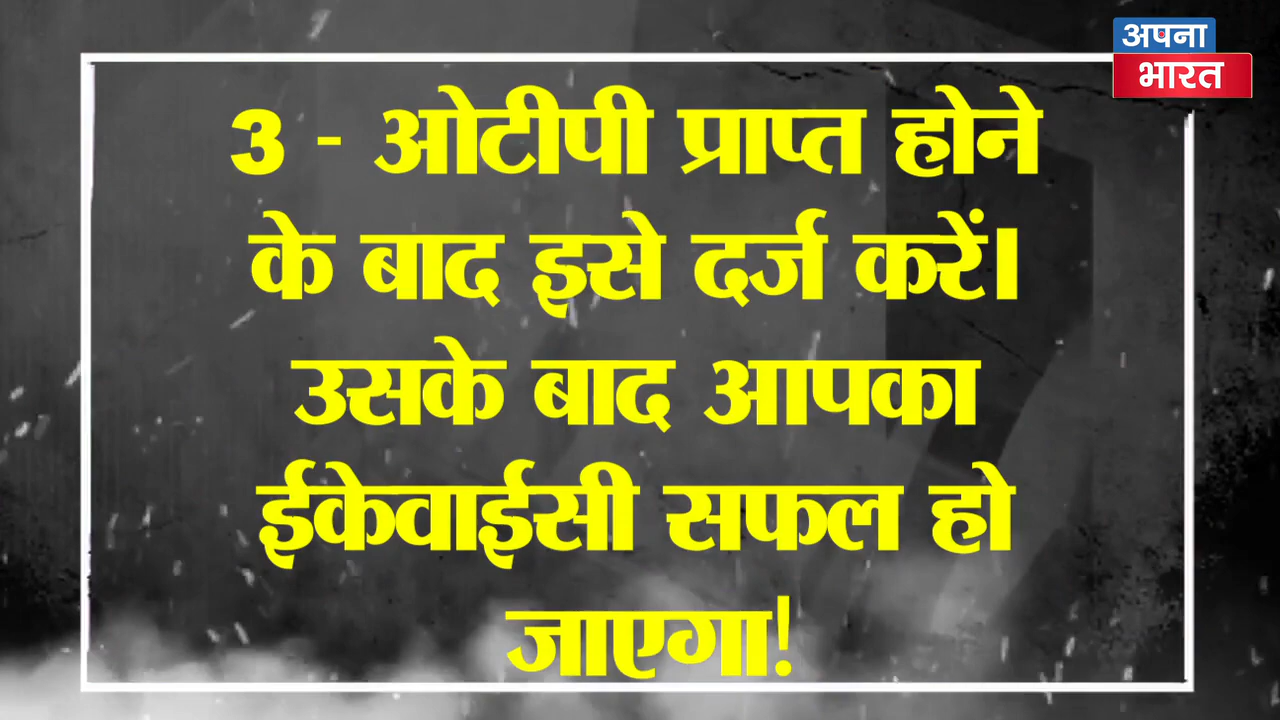 अपना
भारत
3 - ओटीपी प्राप्त होने
के बाद इसे दर्ज करें।
उसके बाद आपका
ईकेवाईसी सफल हो
जाएगा!